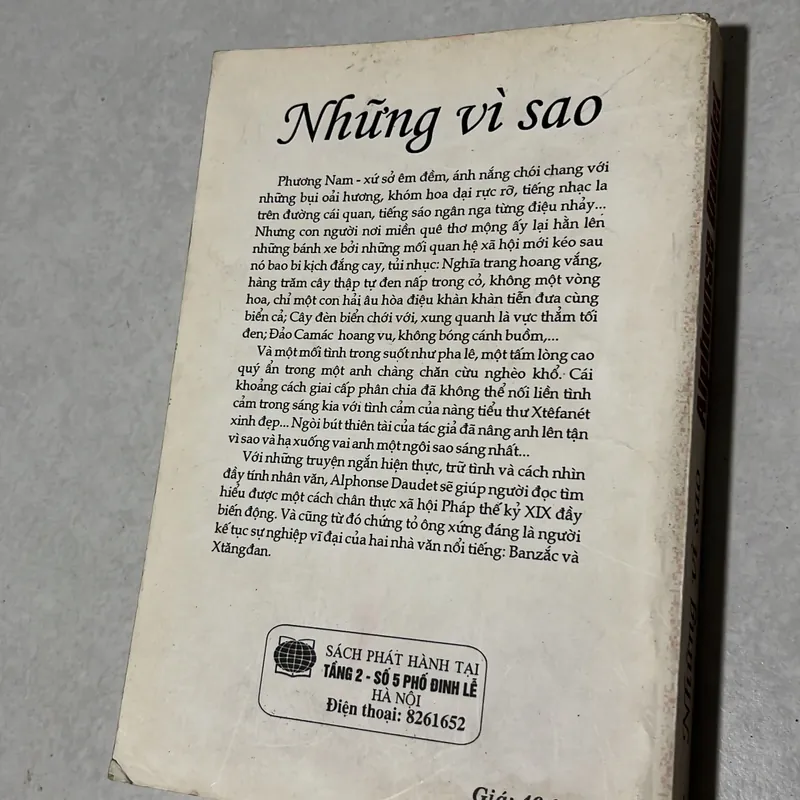 Những vì sao
Phương Nam - xứ sở êm đềm, ánh nắng chói chang với
những bụi oải hương, khóm hoa dại rực rỡ, tiếng nhạc la
trên đường cái quan, tiếng sáo ngân nga từng điệu nhảy...
Nhưng con người nơi miền quê thơ mộng ấy lại hằn lên
những bánh xe bởi những mối quan hệ xã hội mới kéo sau
nó bao bi kịch đắng cay, tủi nhục: Nghĩa trang hoang vắng,
hàng trăm cây thập tự đen nấp trong cỏ, không một vòng
hoa, chỉ một con hải âu hòa điệu khàn khàn tiễn đưa cùng
biển cả; Cây đèn biển chới với, xung quanh là vực thẳm tối
đen; Đảo Camác hoang vu, không bóng cánh buồm,...
Và một mối tình trong suốt như pha lê, một tấm lòng cao
quý ẩn trong một anh chàng chăn cừu nghèo khổ. Cái
khoảng cách giai cấp phân chia đã không thể nối liền tình
cảm trong sáng kia với tình cảm của nàng tiểu thư Xtêfanét
xinh đẹp... Ngòi bút thiên tài của tác giả đã nâng anh lên tận
vì sao và hạ xuống vai anh một ngôi sao sáng nhất...
Với những truyện ngắn hiện thực, trữ tình và cách nhìn
đầy tính nhân văn, Alphonse Daudet sẽ giúp người đọc tìm
hiểu được một cách chân thực xã hội Pháp thế kỷ XIX đầy
biến động. Và cũng từ đó chứng tỏ ông xứng đáng là người
kế tục sự nghiệp vĩ đại của hai nhà văn nổi tiếng: Banzắc và
Xtăngđan.
SÁCH PHÁT HÀNH TẠI
TẦNG 2 - SỐ 5 PHỐ ĐINH LỄ
HÀ NỘI
Điện thoại: 8261652
Giá:
Alphonse Daudet
Những vì sao